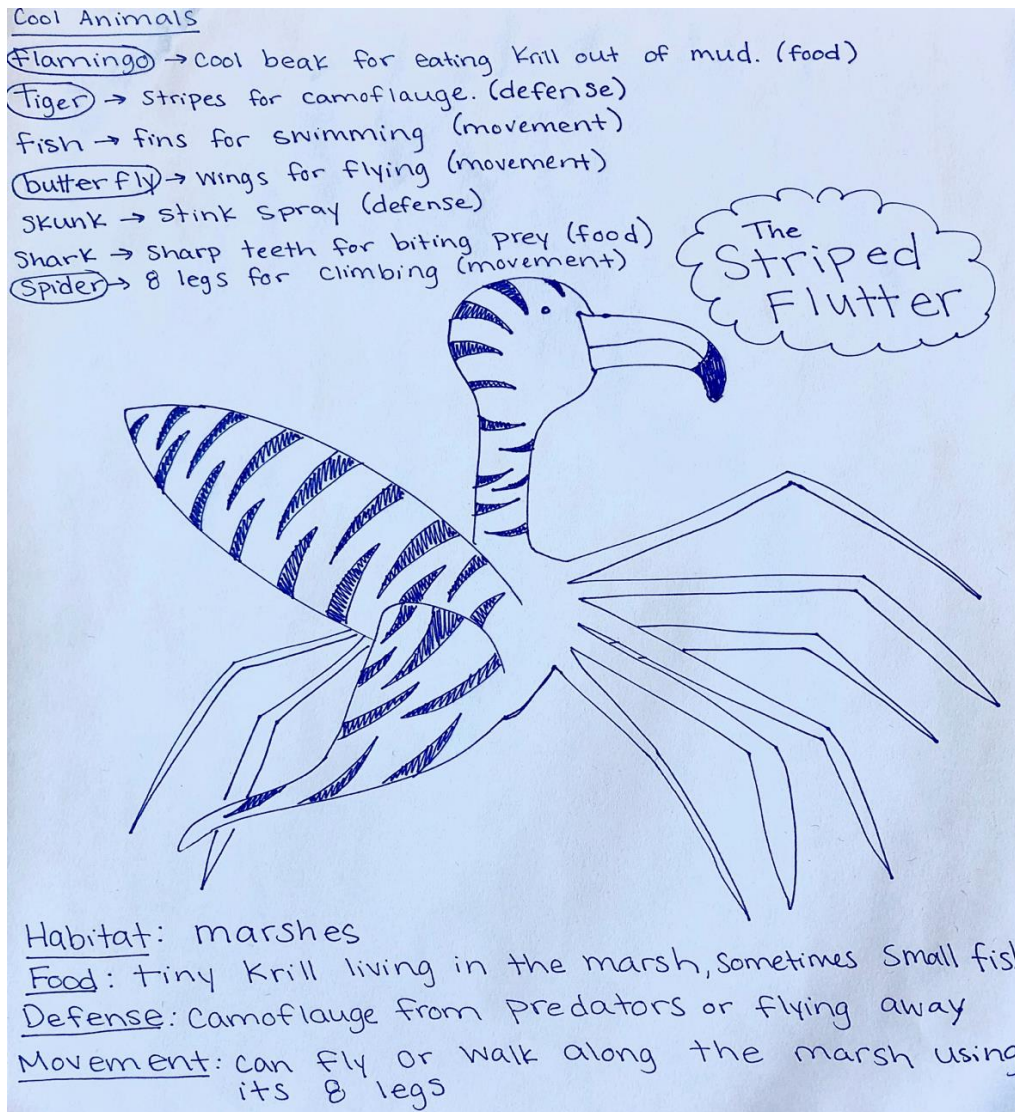 Cool Animals
Flamingo → Cool beak for eating Krill out of mud. (food)
Tiger → Stripes for camoflauge. (defense)
fish → fins for swimming (movement)
butterfly → wings for flying (movement)
Skunk → Stink spray (defense)
Shark → Sharp teeth for biting prey (food)
Spider → 8 legs for climbing (movement)
The
Striped
Flutter
Habitat: marshes
Food: tiny Krill living in the marsh, sometimes Small fish
Defense: Camoflauge from predators or flying away
Movement: Can fly or walk along the marsh using
its 8 legs